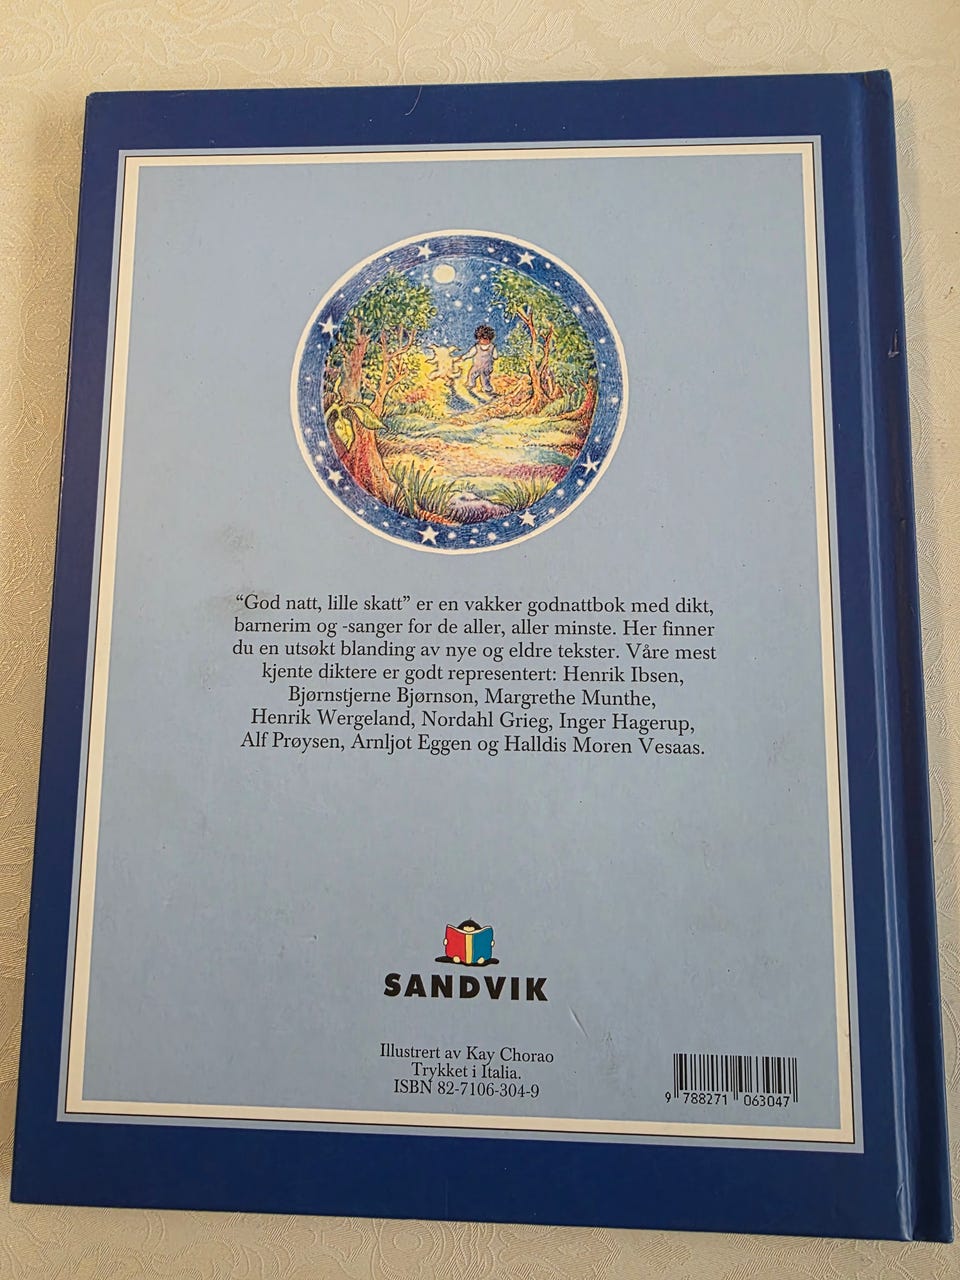 “God natt, lille skatt” er en vakker godnattbok med dikt,
barnerim og -sanger for de aller, aller minste. Her finner
du en utsøkt blanding av nye og eldre tekster. Våre mest
kjente diktere er godt representert: Henrik Ibsen,
Bjørnstjerne Bjørnson, Margrethe Munthe,
Henrik Wergeland, Nordahl Grieg, Inger Hagerup,
Alf Prøysen, Arnljot Eggen og Halldis Moren Vesaas.
SANDVIK
Illustrert av Kay Chorao
Trykket i Italia.
ISBN 82-7106-304-9
9 788271 063047